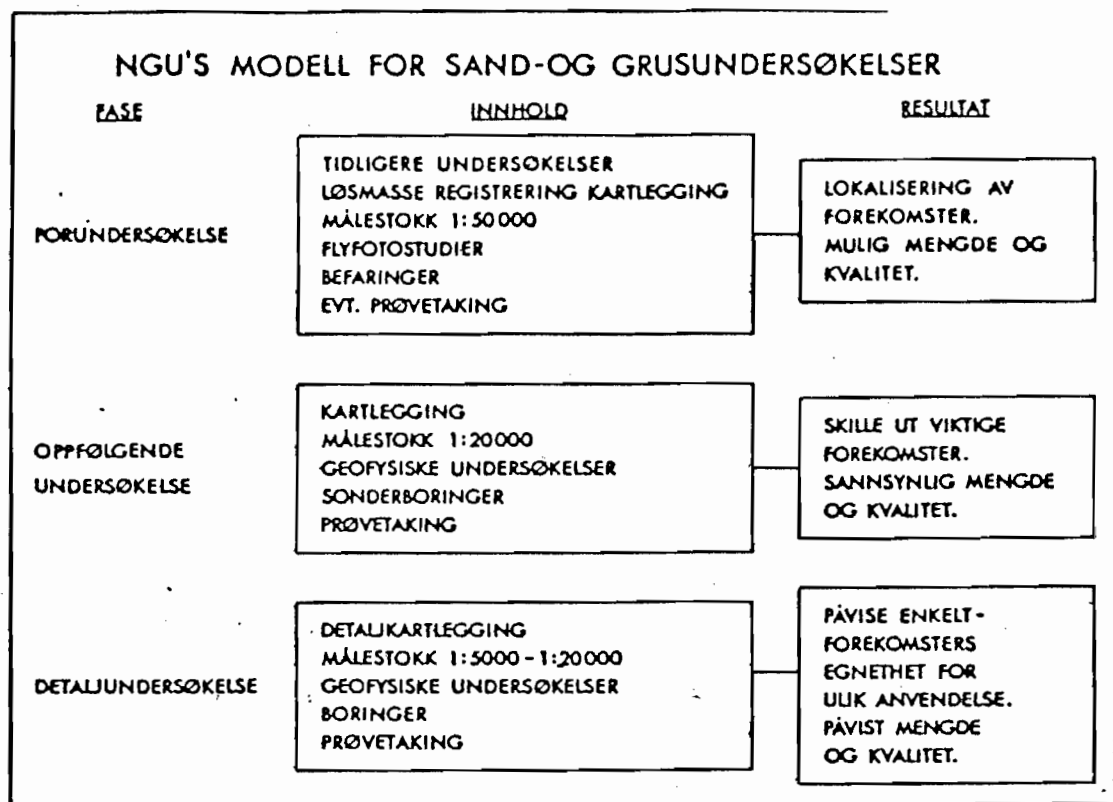 NGU'S MODELL FOR SAND-OG GRUSUNDERSØKELSER
FASE
INNHOLD
RESULTAT
FORUNDERSØKELSE
TIDLIGERE UNDERSØKELSER
LØSMASSE REGISTRERING KARTLEGGING
MÅLESTOKK 1:50000
FLYFOTOSTUDIER
BEFARINGER
EVT. PRØVETAKING
LOKALISERING AV
FOREKOMSTER.
MULIG MENGDE OG
KVALITET.
OPPFØLGENDE
UNDERSØKELSE
KARTLEGGING
MÅLESTOKK 1:20000
GEOFYSISKE UNDERSØKELSER
SONDERBORINGER
PRØVETAKING
SKILLE UT VIKTIGE
FOREKOMSTER.
SANNSYNLIG MENGDE
OG KVALITET.
DETALJUNDERSØKELSE
DETALJKARTLEGGING
MÅLESTOKK 1:5000-1:20000
GEOFYSISKE UNDERSØKELSER
BORINGER
PRØVETAKING
PÅVISE ENKELT-
FOREKOMSTERS
EGNETHET FOR
ULIK ANVENDELSE.
PÅVIST MENGDE
OG KVALITET.